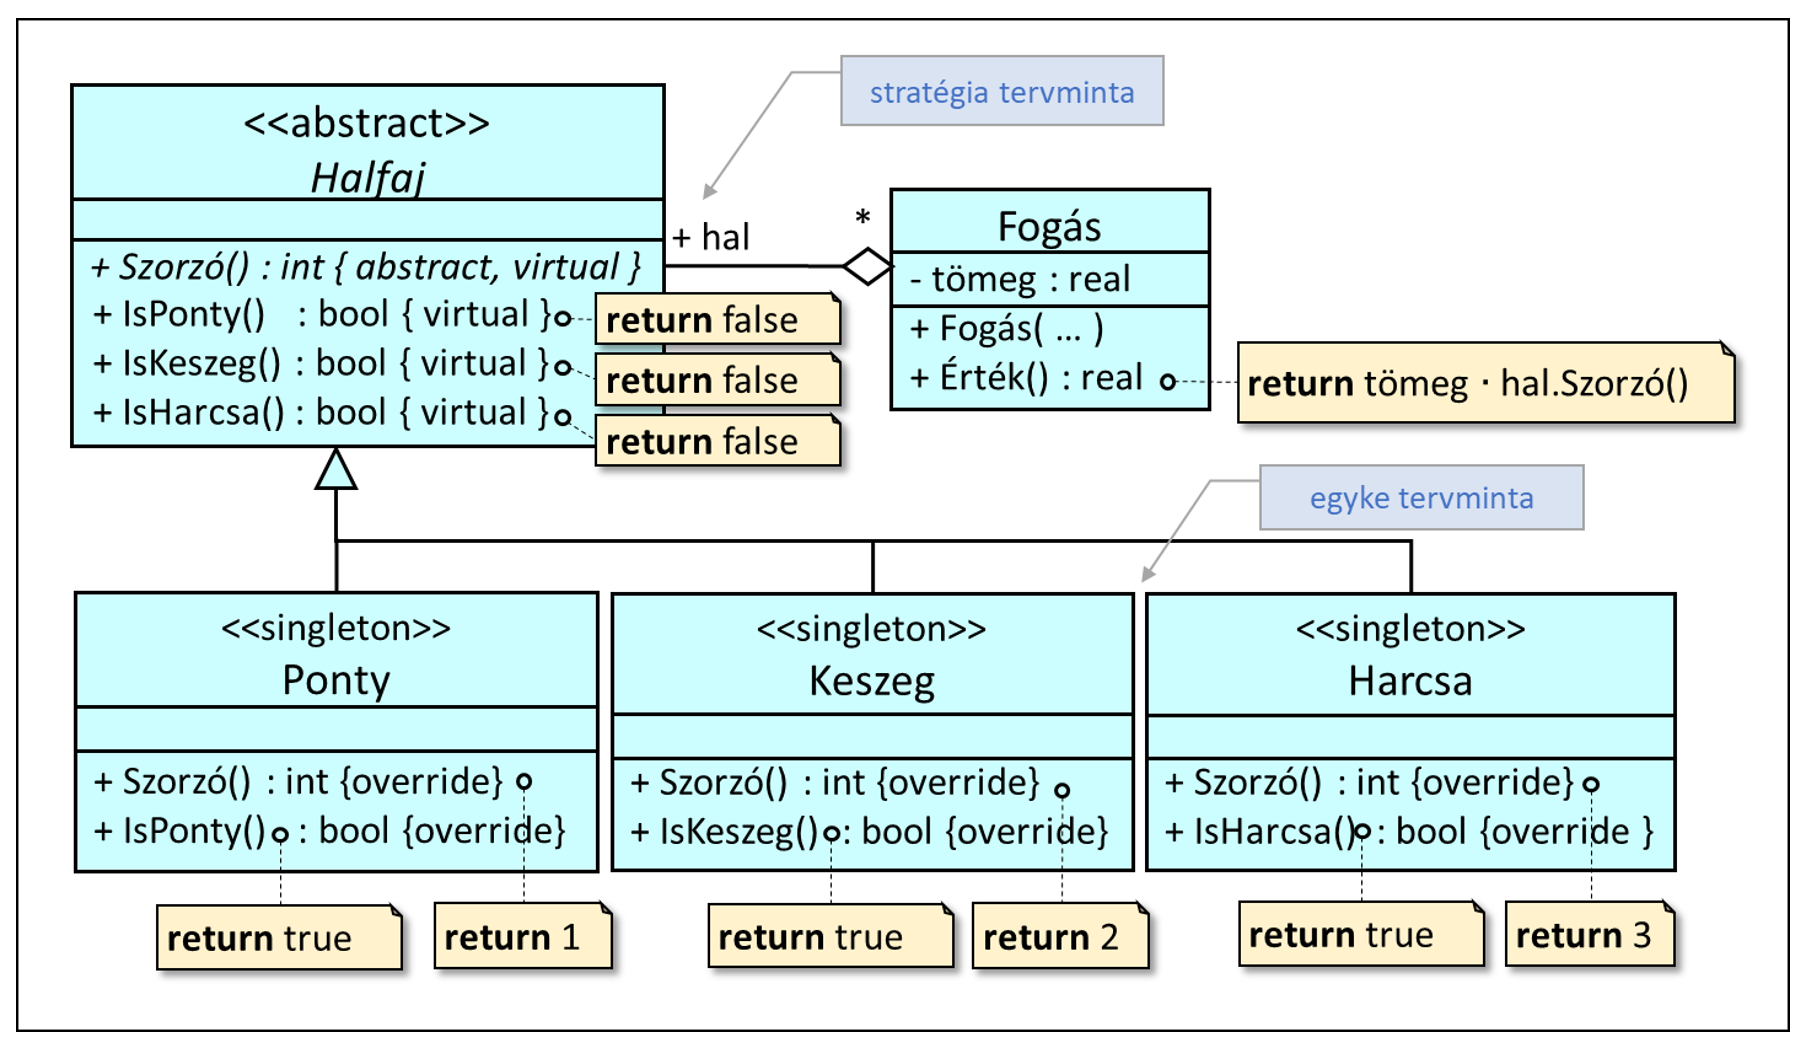 stratégia tervminta
<<abstract>>
Halfaj
+ Szorzó() : int { abstract, virtual }
+ IsPonty() : bool { virtual }
return false
+ IsKeszeg() : bool { virtual }
return false
+ IsHarcsa() : bool { virtual }
return false
+ hal
*
Fogás
- tömeg : real
+ Fogás( ... )
+ Érték() : real
return tömeg · hal.Szorzó()
egyke tervminta
<<singleton>>
Ponty
+ Szorzó() : int {override}
+ IsPonty() : bool {override}
return true
return 1
<<singleton>>
Keszeg
+ Szorzó() : int {override}
+ IsKeszeg() : bool {override}
return true
return 2
<<singleton>>
Harcsa
+ Szorzó() : int {override}
+ IsHarcsa() : bool {override }
return true
return 3